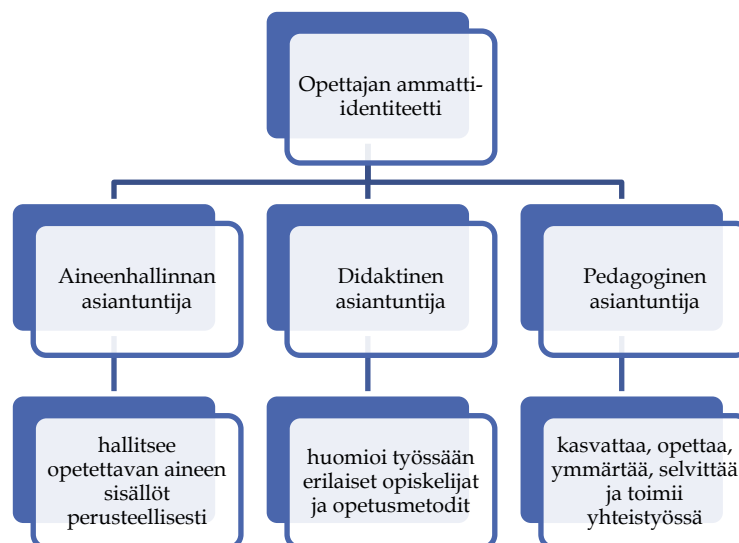 Opettajan ammatti-
identiteetti
Aineenhallinnan
asiantuntija
Didaktinen
asiantuntija
Pedagoginen
asiantuntija
hallitsee
opetettavan aineen
sisällöt
perusteellisesti
huomioi työssään
erilaiset opiskelijat
ja opetusmetodit
kasvattaa, opettaa,
ymmärtää, selvittää
ja toimii
yhteistyössä